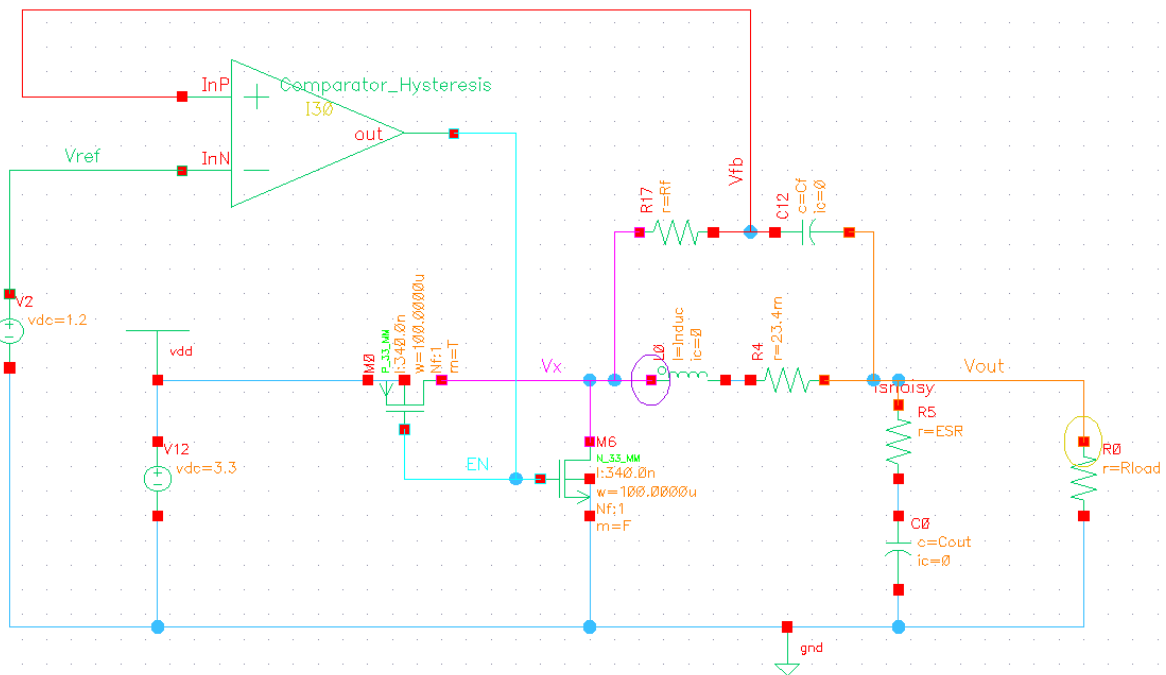 InP
Comparator_Hysteresis
I30
out
Vref
InN
Vfb
R17
r=Rf
C12
c=Cf
ic=0
V2
vdc=1.2
vdd
M0
P_33_MM
l:340.0n
w=100.0000u
Nf:1
m=T
Vx
L0
l=Induc
ic=0
R4
r=23.4m
Vout
Isnoisy
R5
r=ESR
V12
vdc=3.3
EN
M6
N_33_MM
l:340.0n
w=100.0000u
Nf:1
m=F
R0
r=Rload
C0
c=Cout
ic=0
gnd